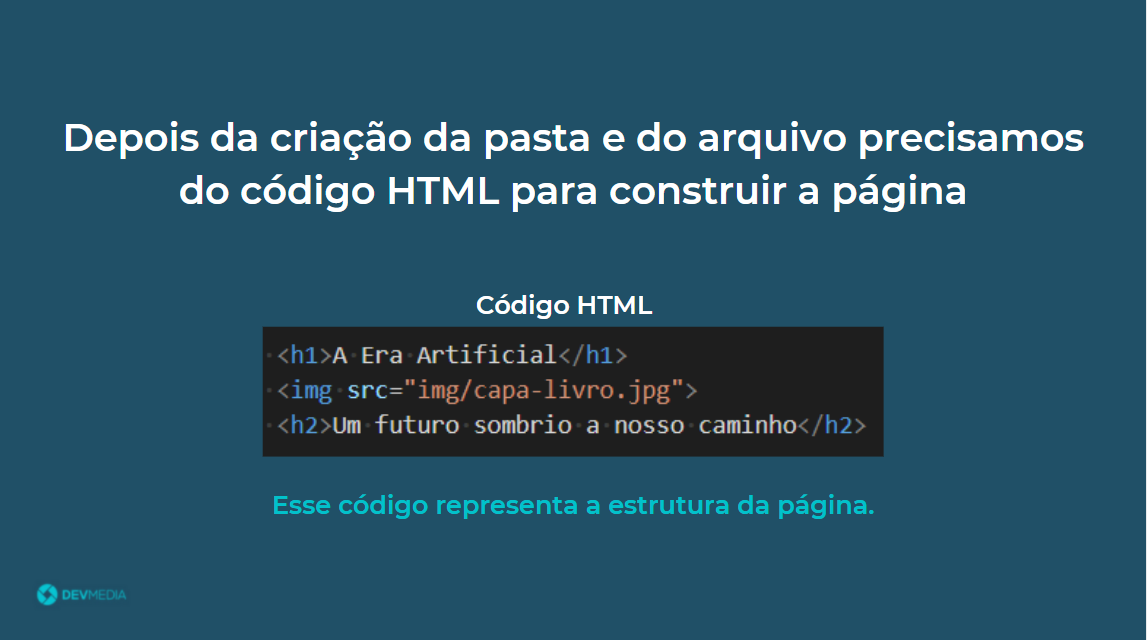 Depois da criação da pasta e do arquivo precisamos
do código HTML para construir a página
Código HTML
<h1>A Era Artificial</h1>
<img src="img/capa-livro.jpg">
<h2>Um futuro sombrio a nosso caminho</h2>
Esse código representa a estrutura da página.
DEVMEDIA